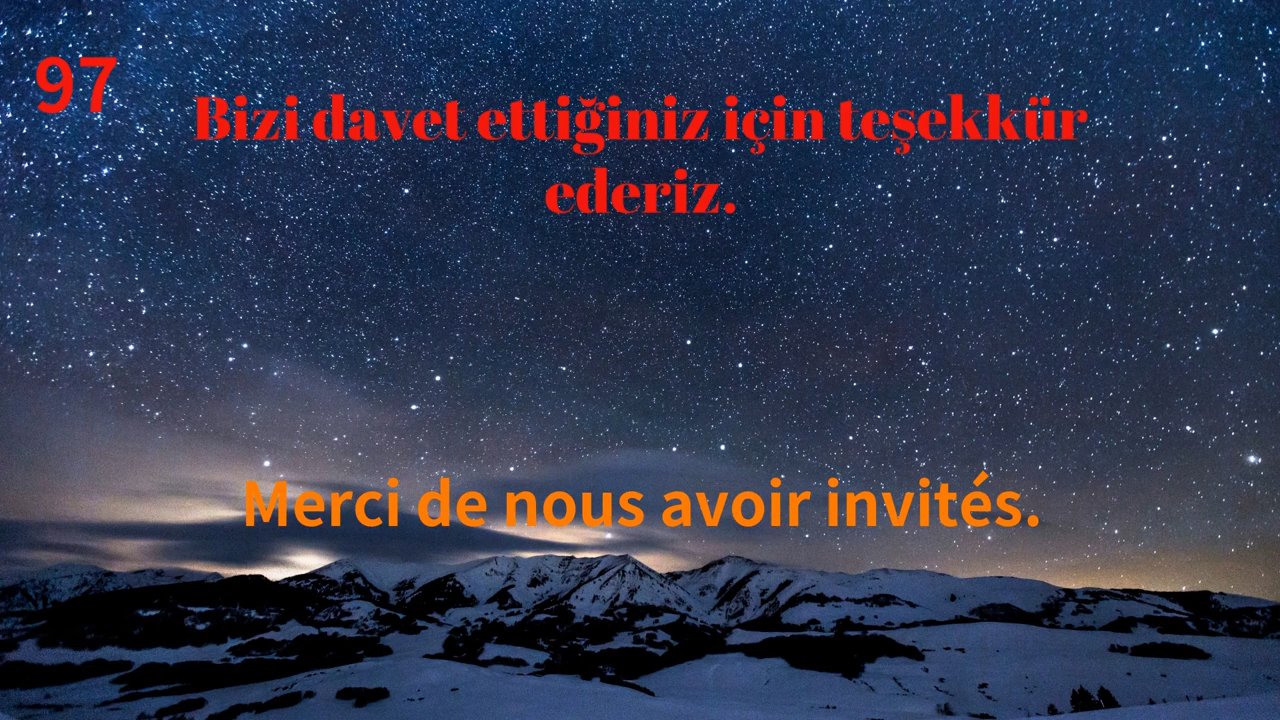 97
Bizi davet ettiğiniz için teşekkür
ederiz.
Merci de nous avoir invités.